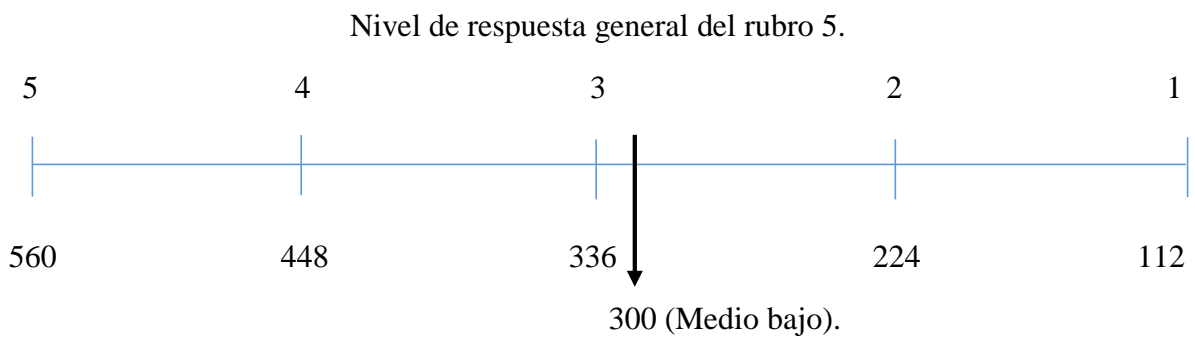 Nivel de respuesta general del rubro 5.
5 4 3 2 1
560 448 336 224 112
300 (Medio bajo).